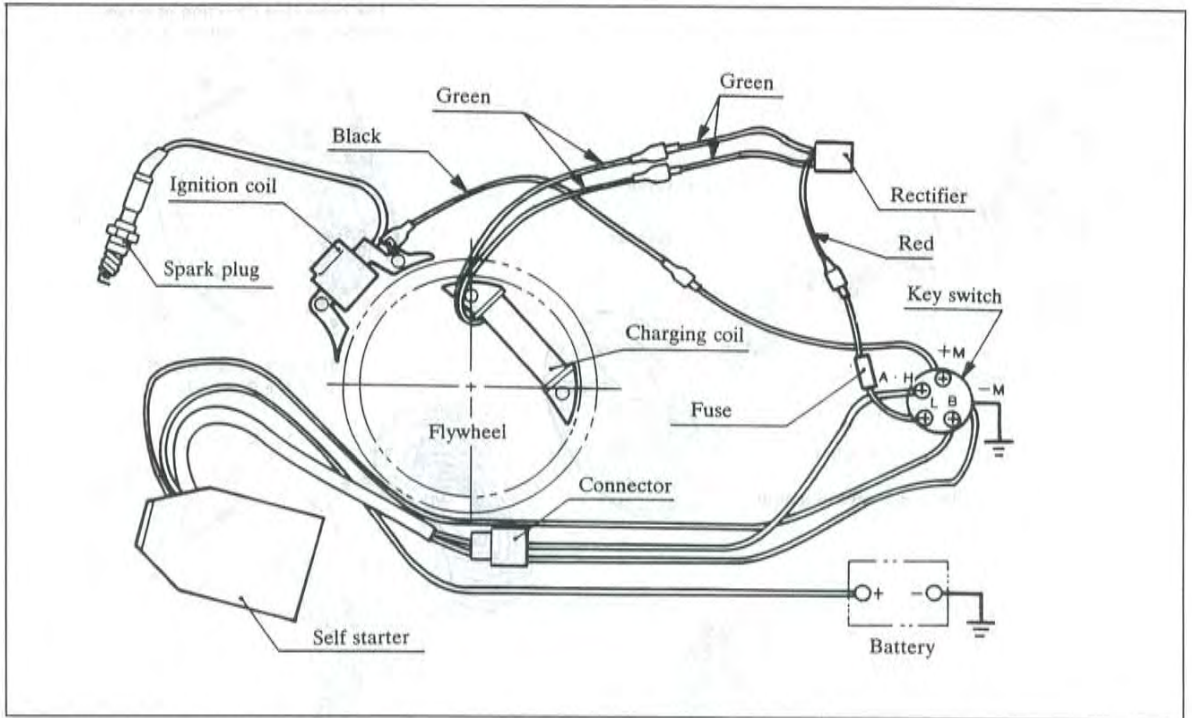 Green
Green
Black
Ignition coil
Rectifier
Spark plug
Red
Key switch
Charging coil
+M
A · H
-M
L B
Fuse
Flywheel
Connector
+ -
Self starter
Battery